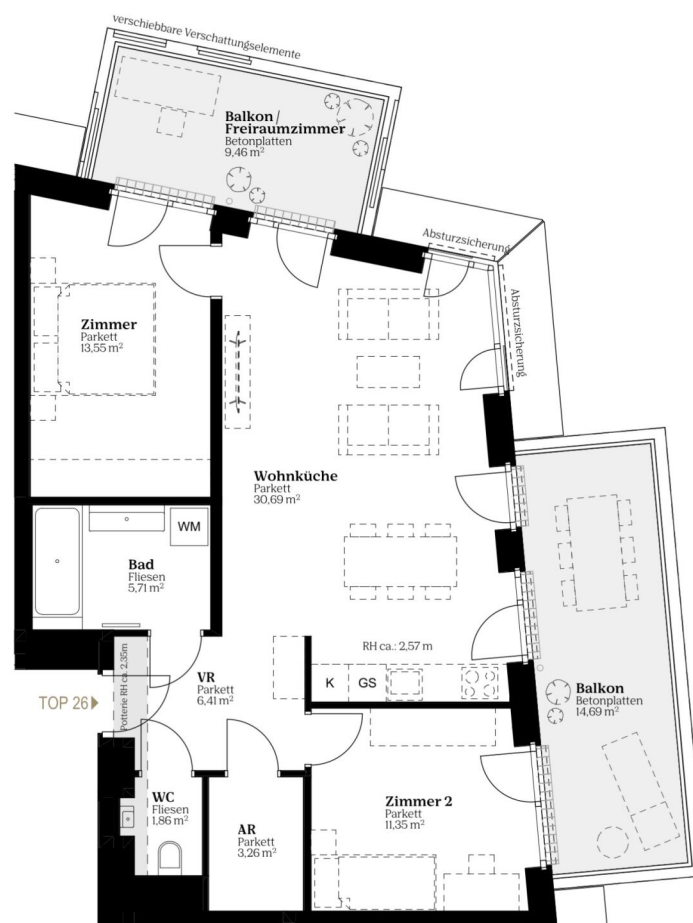 verschiebbare Verschattungselemente
Balkon/
Freiraumzimmer
Betonplatten
9,46 m²
Absturzsicherung
Absturzsicherung
Zimmer
Parkett
13,55 m²
Wohnküche
Parkett
30,69 m²
WM
Bad
Fliesen
5,71 m²
RH ca.: 2,57 m
K
GS
TOP 26
Potterie RH ca. 2,35m
VR
Parkett
6,41 m²
Balkon
Betonplatten
14,69 m²
WC
Fliesen
1,86 m²
AR
Parkett
3,26 m²
Zimmer 2
Parkett
11,35 m²